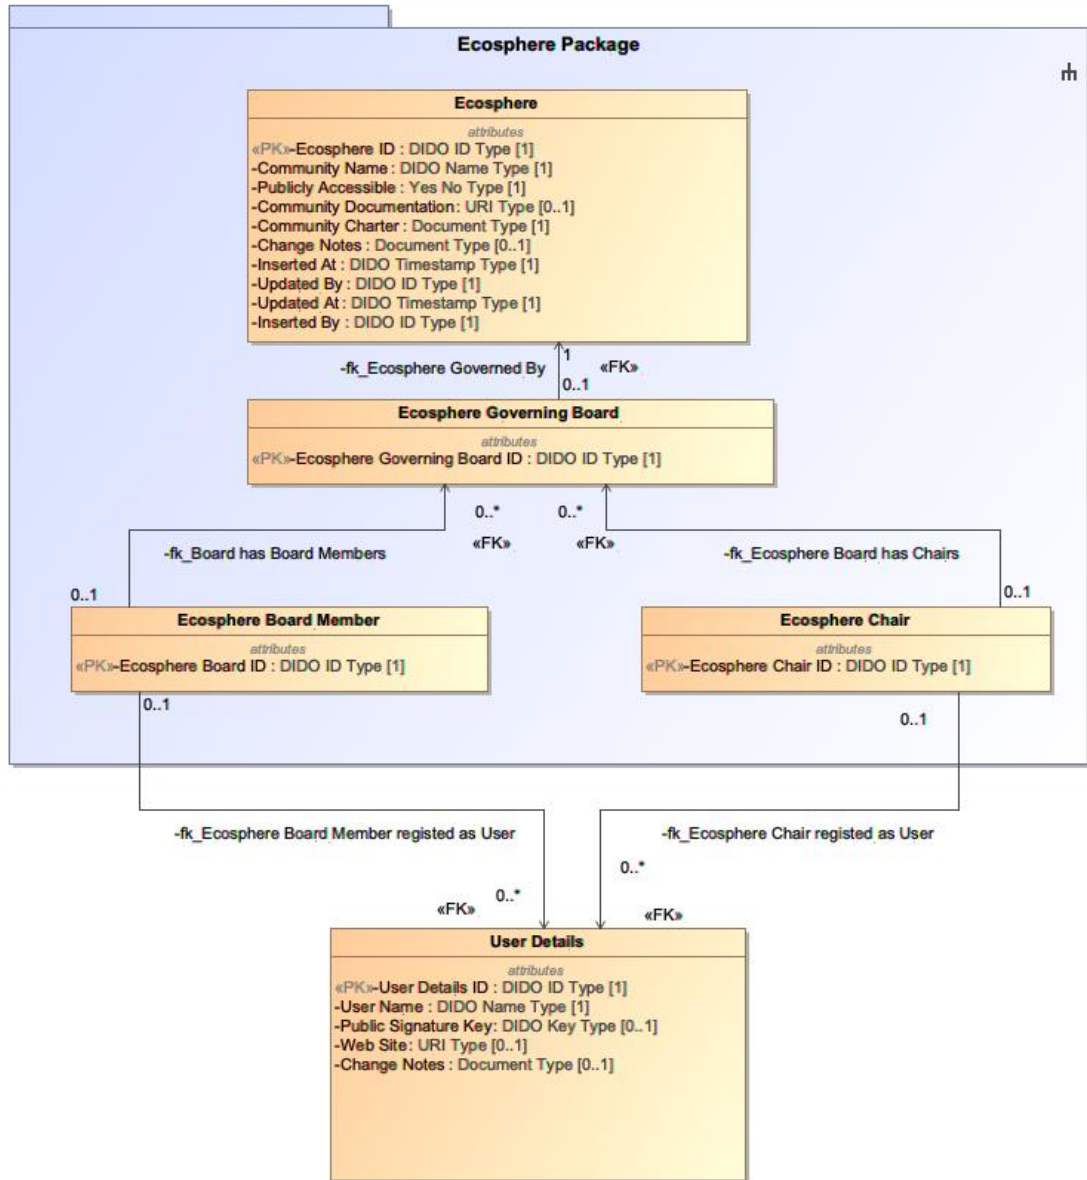 Ecosphere Package
Ecosphere
attributes
«PK»-Ecosphere ID : DIDO ID Type [1]
-Community Name : DIDO Name Type [1]
-Publicly Accessible : Yes No Type [1]
-Community Documentation: URI Type [0..1]
-Community Charter : Document Type [1]
-Change Notes : Document Type [0..1]
-Inserted At : DIDO Timestamp Type [1]
-Updated By : DIDO ID Type [1]
-Updated At : DIDO Timestamp Type [1]
-Inserted By : DIDO ID Type [1]
1
-fk_Ecosphere Governed By «FK»
0..1
Ecosphere Governing Board
attributes
«PK»-Ecosphere Governing Board ID : DIDO ID Type [1]
0..* 0..*
«FK» «FK»
-fk_Board has Board Members
-fk_Ecosphere Board has Chairs
0..1
0..1
Ecosphere Board Member
attributes
«PK»-Ecosphere Board ID : DIDO ID Type [1]
Ecosphere Chair
attributes
«PK»-Ecosphere Chair ID : DIDO ID Type [1]
0..1
0..1
-fk_Ecosphere Board Member registed as User
-fk_Ecosphere Chair registed as User
0..*
0..*
«FK»
«FK»
User Details
attributes
«PK»-User Details ID : DIDO ID Type [1]
-User Name : DIDO Name Type [1]
-Public Signature Key: DIDO Key Type [0..1]
-Web Site: URI Type [0..1]
-Change Notes : Document Type [0..1]